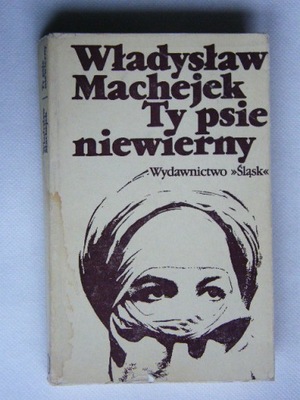 Władysław
Machejek
Ty psie
niewierny
Wydawnictwo »Śląsk«